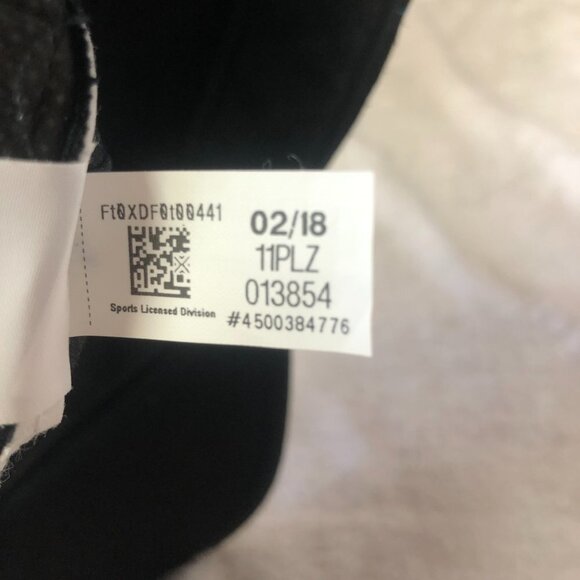 Ft0XDF0t00441
Sports Licensed Division
02/18
11PLZ
013854
#4500384776